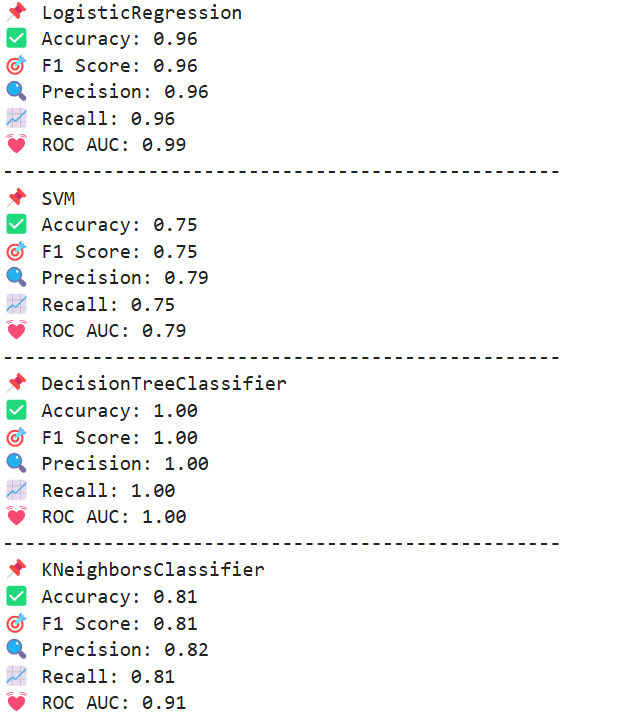 📌 LogisticRegression
✅ Accuracy: 0.96
🎯 F1 Score: 0.96
🔍 Precision: 0.96
📈 Recall: 0.96
💓 ROC AUC: 0.99
--------------------------------------------------
📌 SVM
✅ Accuracy: 0.75
🎯 F1 Score: 0.75
🔍 Precision: 0.79
📈 Recall: 0.75
💓 ROC AUC: 0.79
--------------------------------------------------
📌 DecisionTreeClassifier
✅ Accuracy: 1.00
🎯 F1 Score: 1.00
🔍 Precision: 1.00
📈 Recall: 1.00
💓 ROC AUC: 1.00
--------------------------------------------------
📌 KNeighborsClassifier
✅ Accuracy: 0.81
🎯 F1 Score: 0.81
🔍 Precision: 0.82
📈 Recall: 0.81
💓 ROC AUC: 0.91